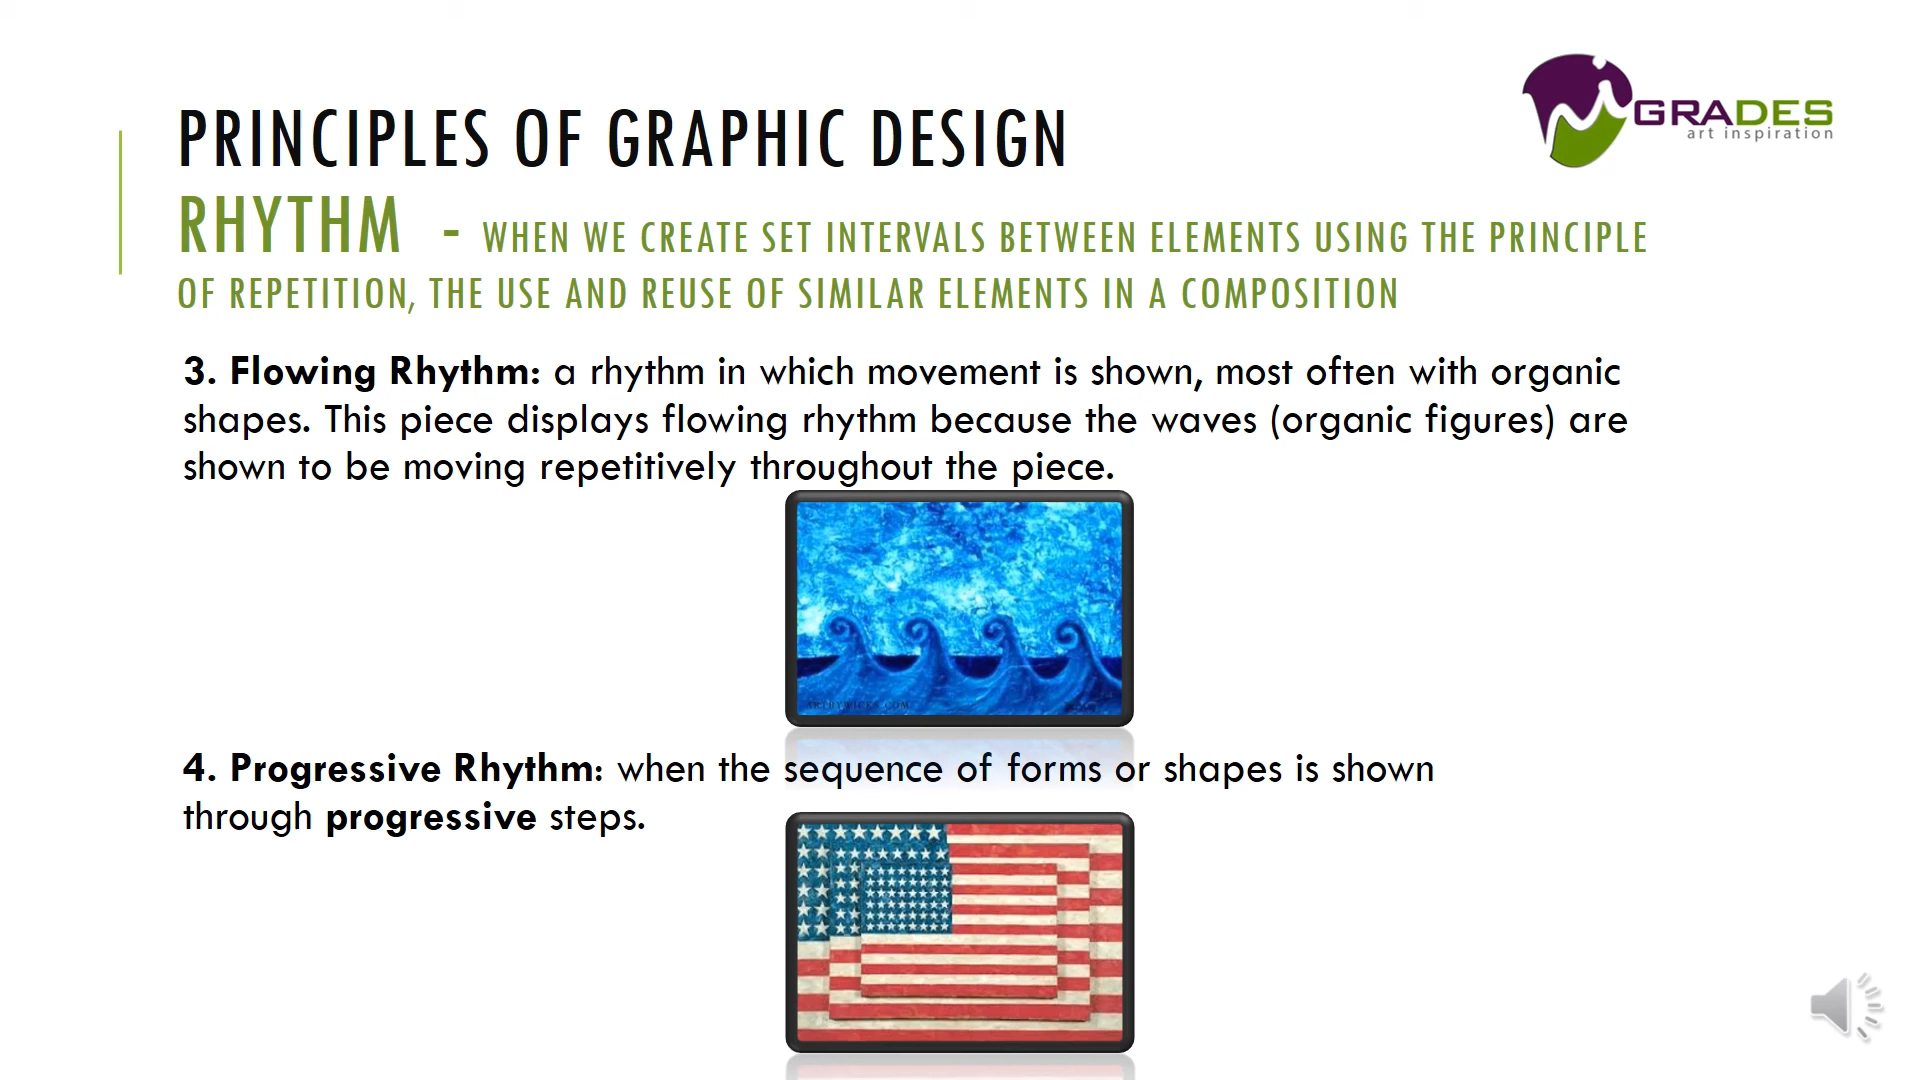 PRINCIPLES OF GRAPHIC DESIGN
GRADES
art inspiration
RHYTHM - WHEN WE CREATE SET INTERVALS BETWEEN ELEMENTS USING THE PRINCIPLE
OF REPETITION, THE USE AND REUSE OF SIMILAR ELEMENTS IN A COMPOSITION
3. Flowing Rhythm: a rhythm in which movement is shown, most often with organic
shapes. This piece displays flowing rhythm because the waves (organic figures) are
shown to be moving repetitively throughout the piece.
4. Progressive Rhythm: when the sequence of forms or shapes is shown
through progressive steps.